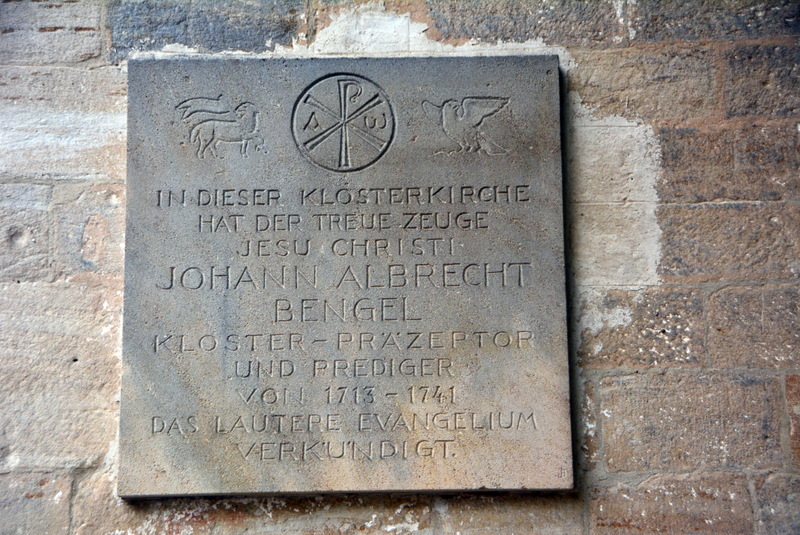 Α ω
IN DIESER KLOSTERKIRCHE
HAT DER TREUE ZEUGE
JESU CHRISTI
JOHANN ALBRECHT
BENGEL
KLOSTER-PRÄZEPTOR
UND PREDIGER
VON 1713-1741
DAS LAUTERE EVANGELIUM
VERKÜNDIGT.